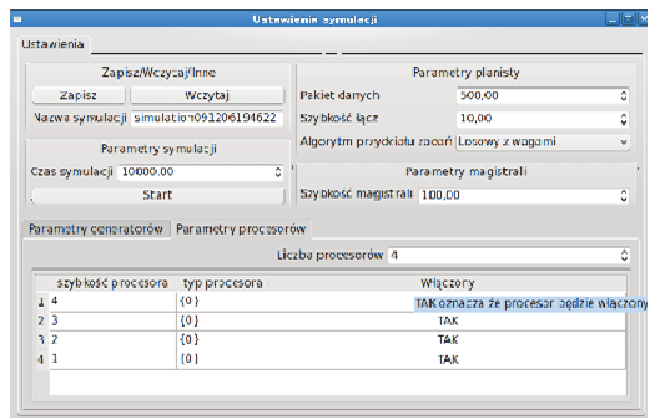 Ustawienia symulacji
Ustawienia
Zapisz/Wczytaj/Inne
Zapisz Wczytaj
Nazwa symulacji simulation091206194622
Parametry symulacji
Czas symulacji 10000,00
Start
Parametry planisty
Pakiet danych 500,00
Szybkość łącz 10,00
Algorytm przydziału zadań Losowy z wagami
Parametry magistrali
Szybkość magistrali 100,00
Parametry generatorów Parametry procesorów
Liczba procesorów 4
szybkość procesora typ procesora Włączony
1 4 {0} TAK oznacza że procesor będzie włączony
2 3 {0} TAK
3 2 {0} TAK
4 1 {0} TAK